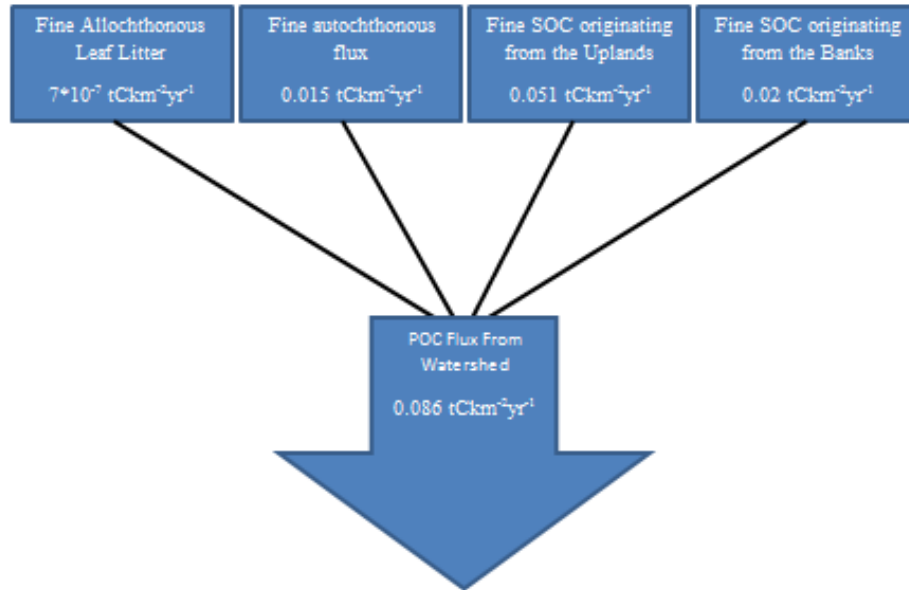 Fine Allochthonous
Leaf Litter
7*10⁻⁷ tCkm⁻²yr⁻¹
Fine autochthonous
flux
0.015 tCkm⁻²yr⁻¹
Fine SOC originating
from the Uplands
0.051 tCkm⁻²yr⁻¹
Fine SOC originating
from the Banks
0.02 tCkm⁻²yr⁻¹
POC Flux From
Watershed
0.086 tCkm⁻²yr⁻¹